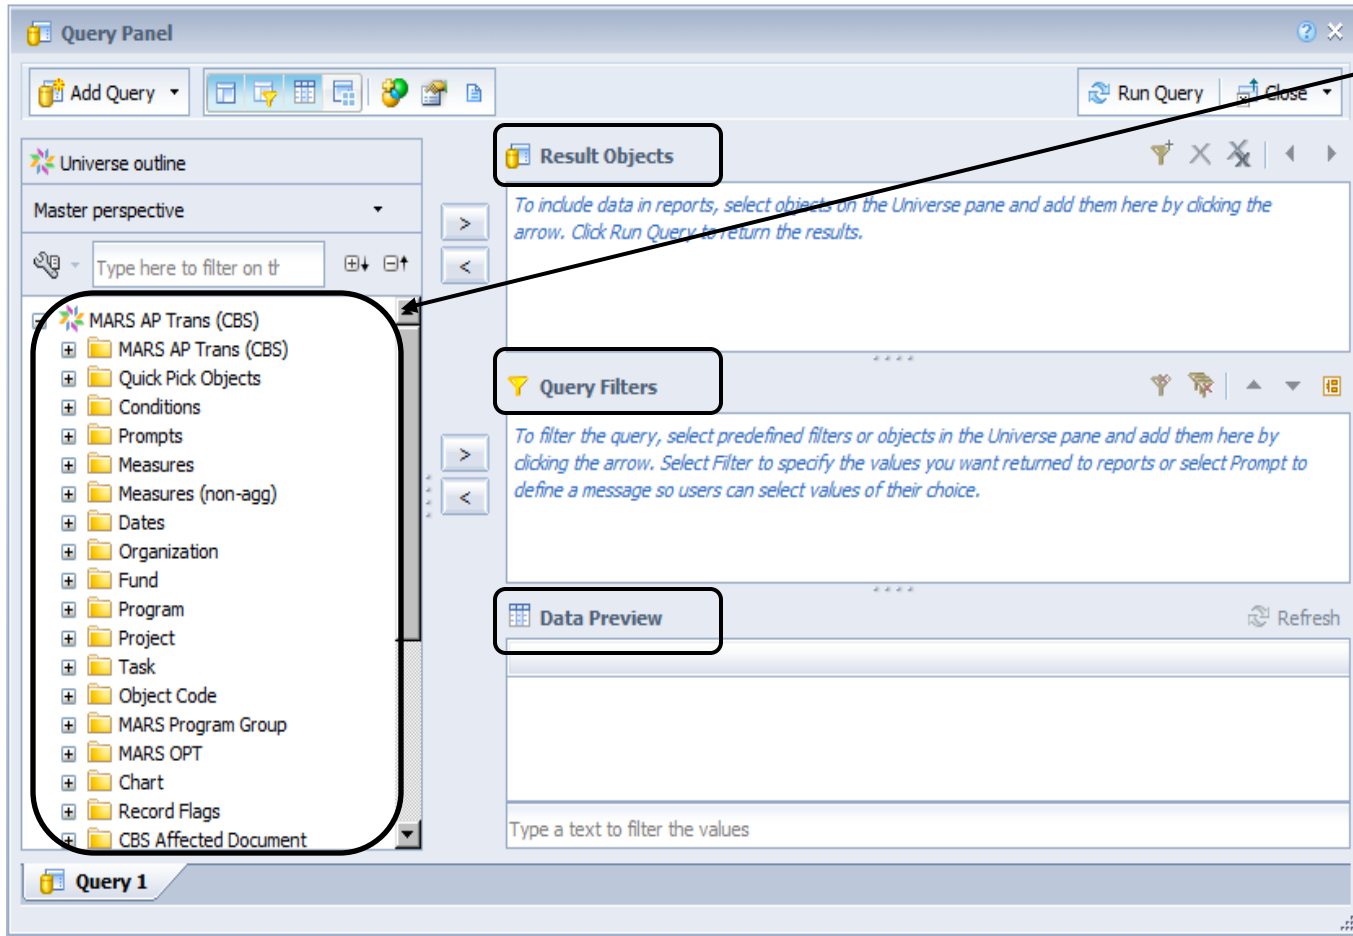 Query Panel
Add Query
Run Query
Close
Universe outline
Master perspective
Type here to filter on th
MARS AP Trans (CBS)
MARS AP Trans (CBS)
Quick Pick Objects
Conditions
Prompts
Measures
Measures (non-agg)
Dates
Organization
Fund
Program
Project
Task
Object Code
MARS Program Group
MARS OPT
Chart
Record Flags
CBS Affected Document
>
<
>
<
Result Objects
To include data in reports, select objects on the Universe pane and add them here by clicking the
arrow. Click Run Query to return the results.
Query Filters
To filter the query, select predefined filters or objects in the Universe pane and add them here by
clicking the arrow. Select Filter to specify the values you want returned to reports or select Prompt to
define a message so users can select values of their choice.
Data Preview
Refresh
Type a text to filter the values
Query 1